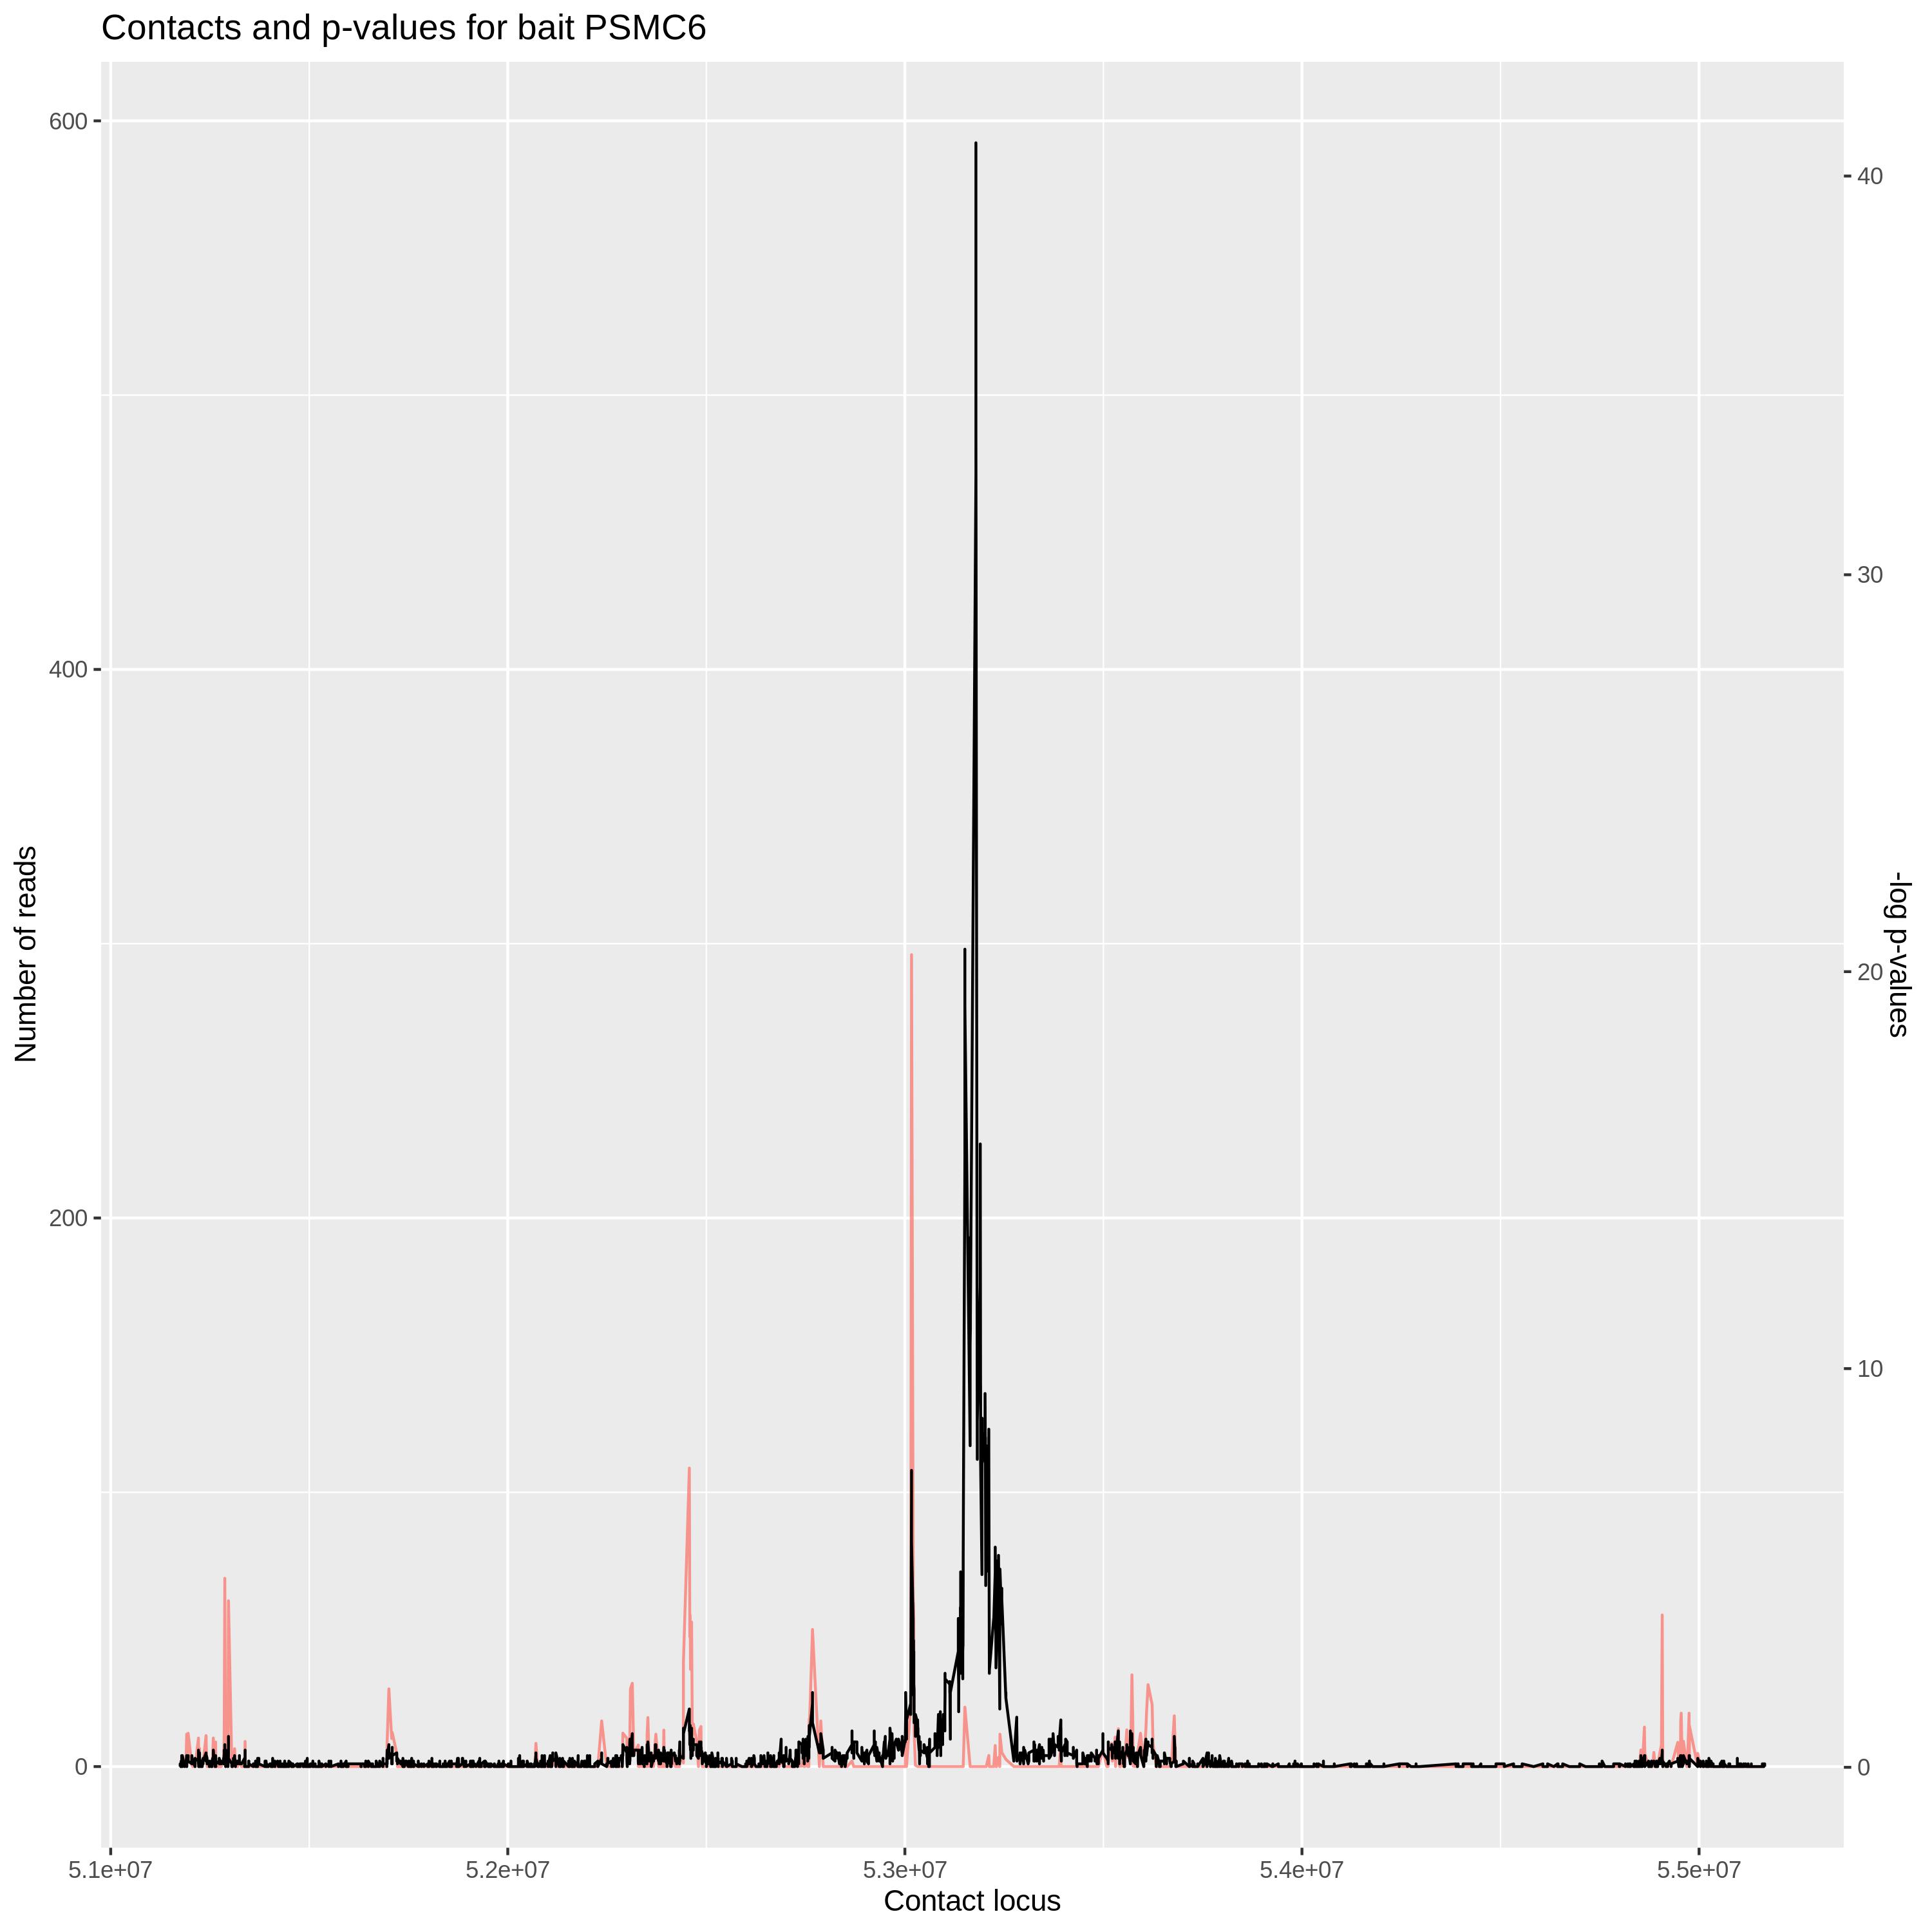 Contacts and p-values for bait PSMC6
600
400
200
0
Number of reads
40
30
20
10
0
-log p-values
5.1e+07
5.2e+07
5.3e+07
5.4e+07
5.5e+07
Contact locus